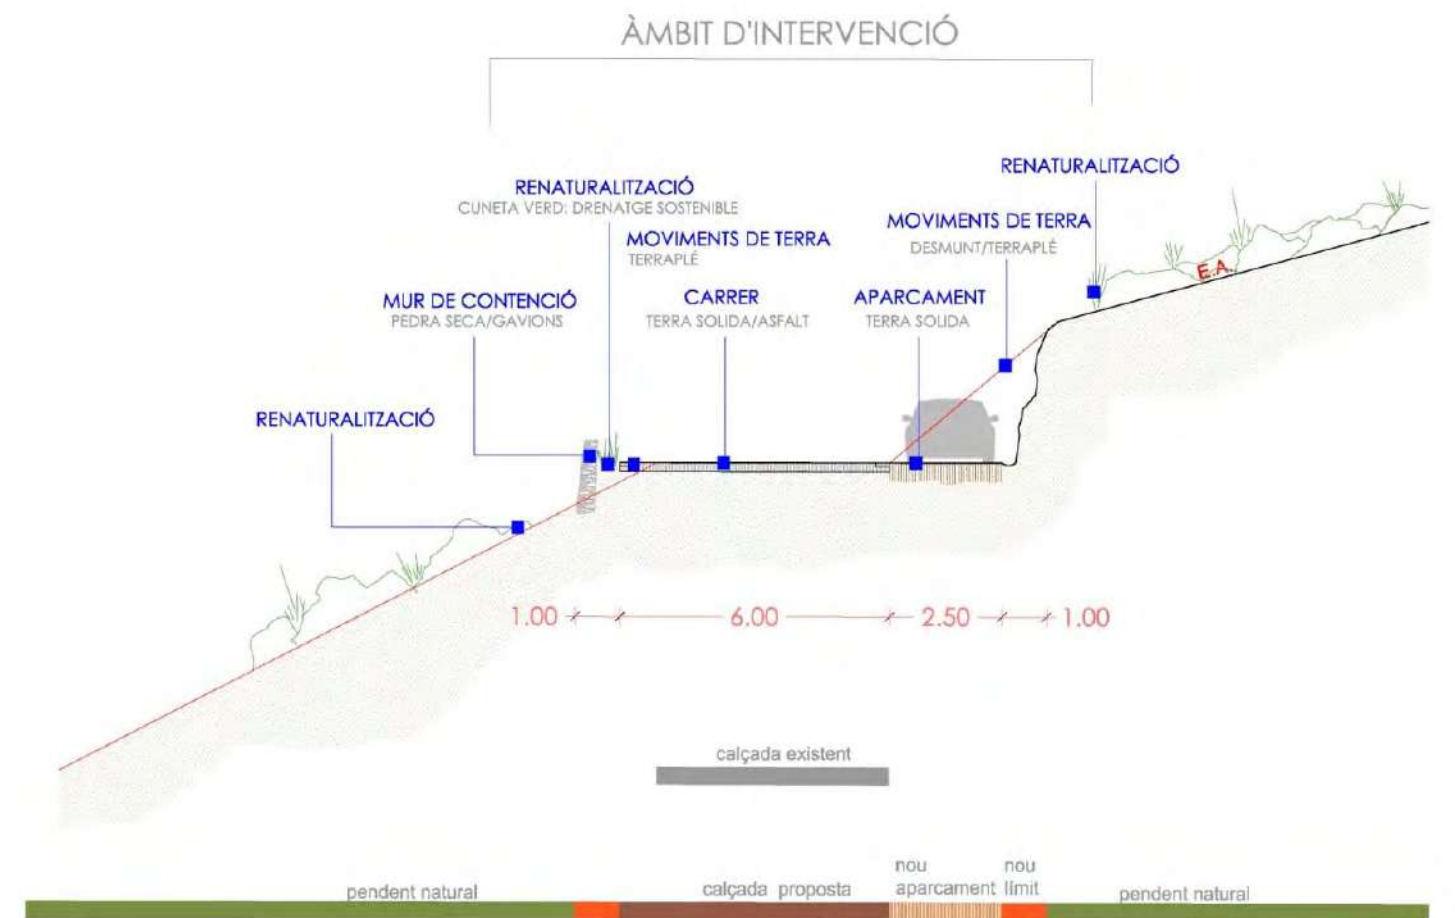 ÀMBIT D'INTERVENCIÓ
RENATURALITZACIÓ
RENATURALITZACIÓ
CUNETA VERD: DRENATGE SOSTENIBLE
MOVIMENTS DE TERRA
DESMUNT/TERRAPLÉ
MOVIMENTS DE TERRA
TERRAPLÉ
E.A.
MUR DE CONTENCIÓ
PEDRA SECA/GAVIONS
CARRER
TERRA SOLIDA/ASFALT
APARCAMENT
TERRA SOLIDA
RENATURALITZACIÓ
1.00 6.00 2.50 1.00
calçada existent
pendent natural
calçada proposta
nou
aparcament
nou
límit
pendent natural